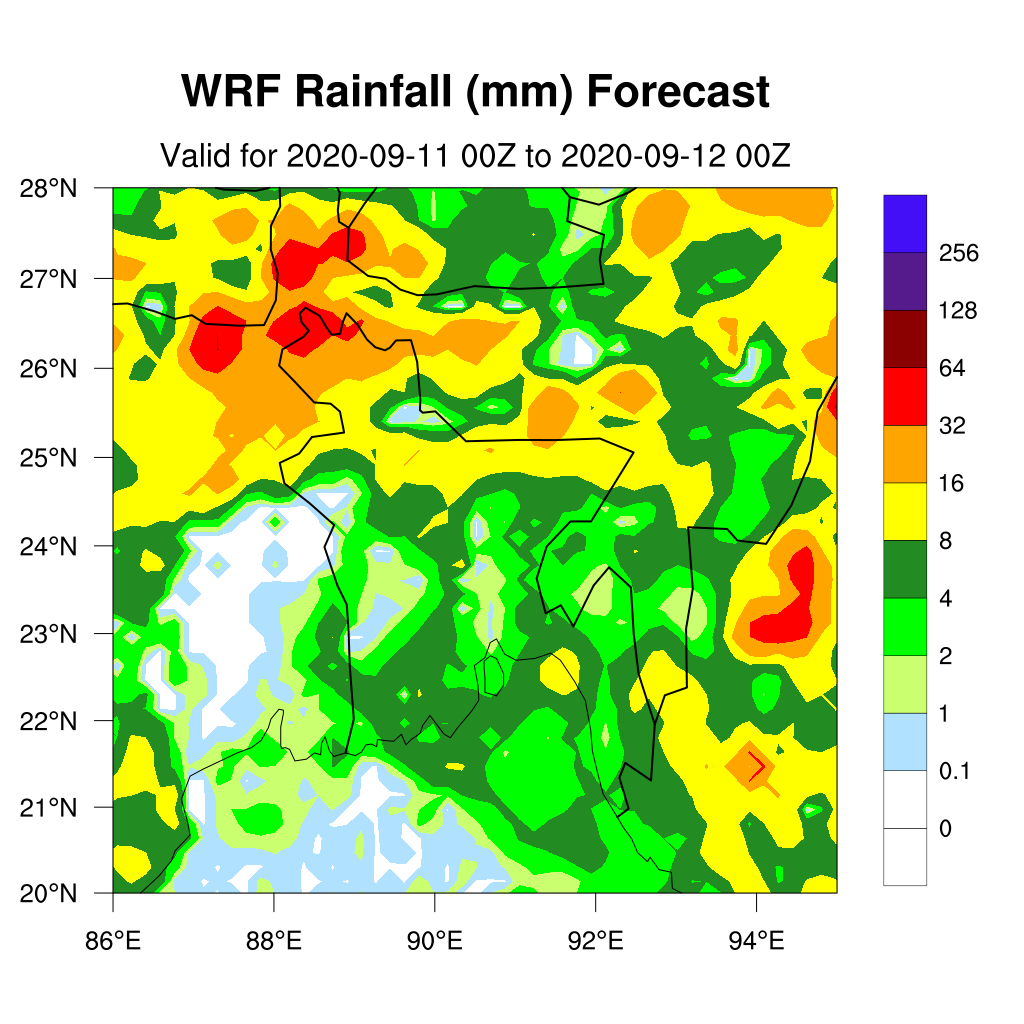 WRF Rainfall (mm) Forecast
Valid for 2020-09-11 00Z to 2020-09-12 00Z
28°N
27°N
26°N
25°N
24°N
23°N
22°N
21°N
20°N
86°E 88°E 90°E 92°E 94°E
256
128
64
32
16
8
4
2
1
0.1
0